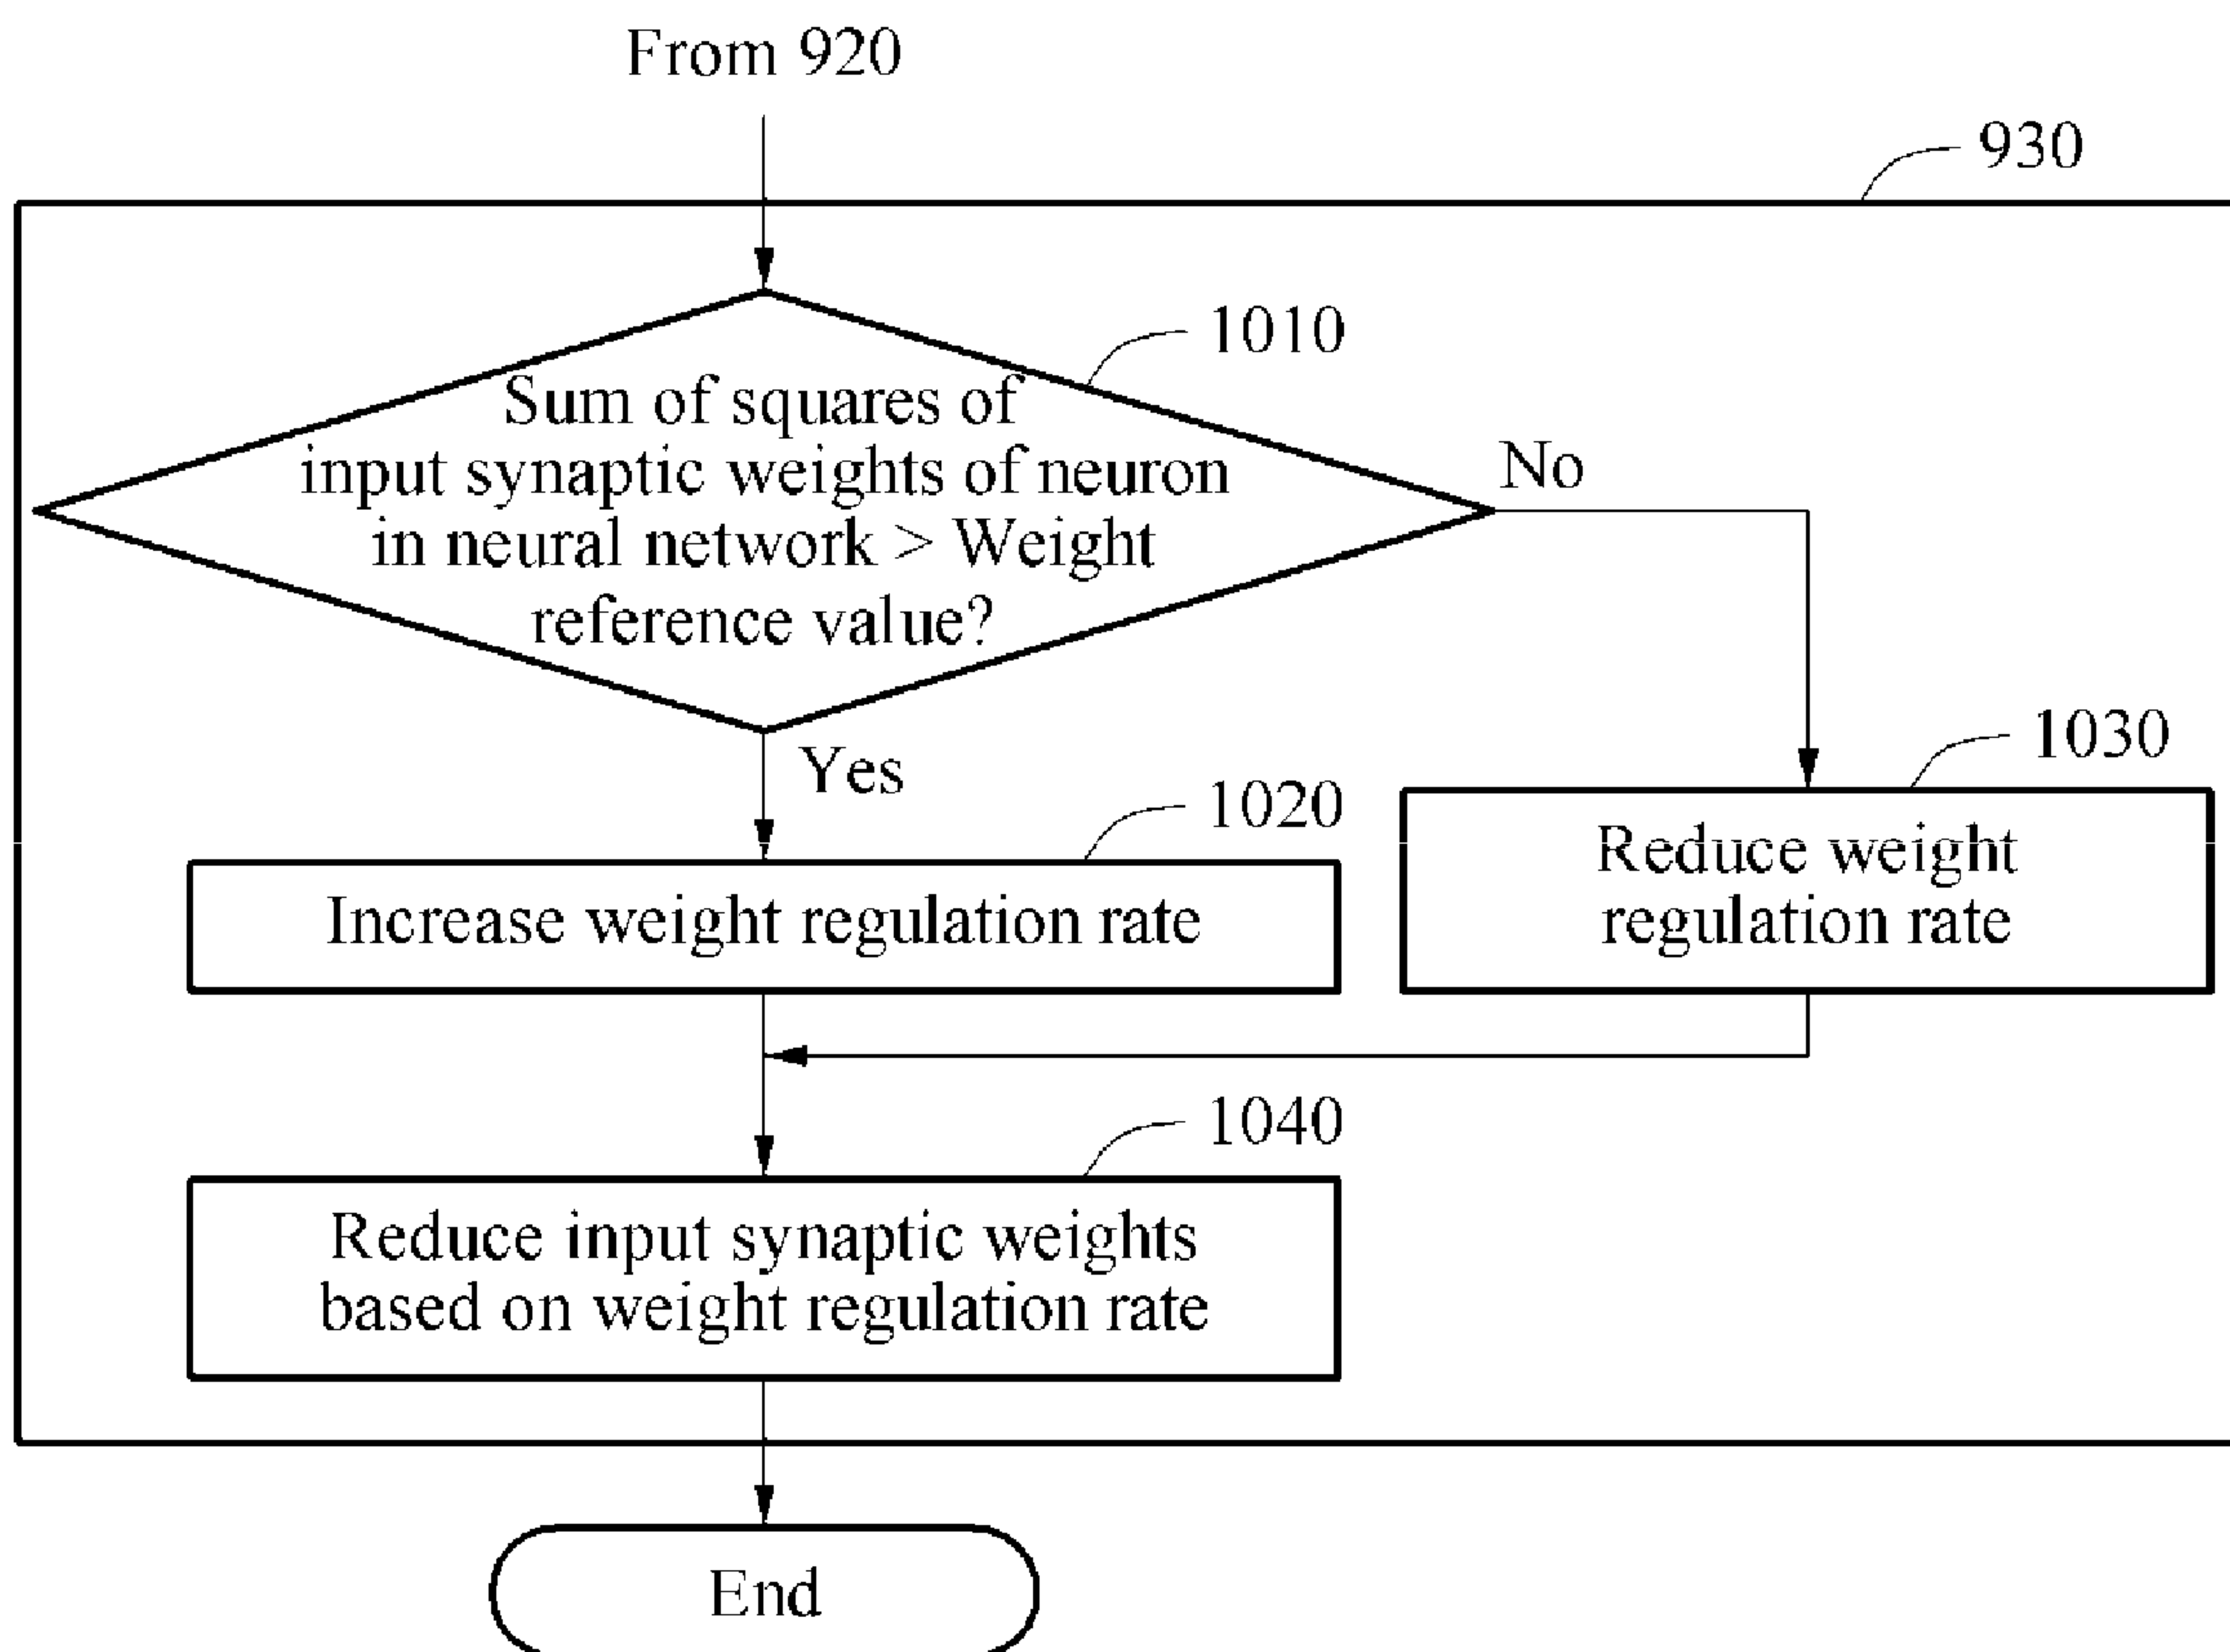 From 920
930
1010
Sum of squares of
input synaptic weights of neuron
in neural network > Weight
reference value?
No
Yes
1020
1030
Increase weight regulation rate
Reduce weight
regulation rate
1040
Reduce input synaptic weights
based on weight regulation rate
End